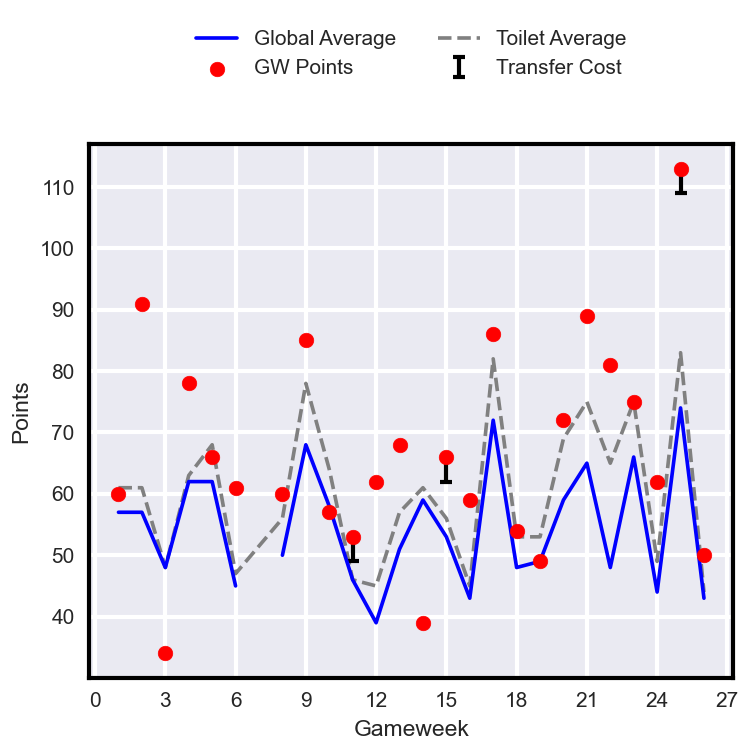 Global Average
GW Points
Toilet Average
Transfer Cost
Points
110
100
90
80
70
60
50
40
0 3 6 9 12 15 18 21 24 27
Gameweek